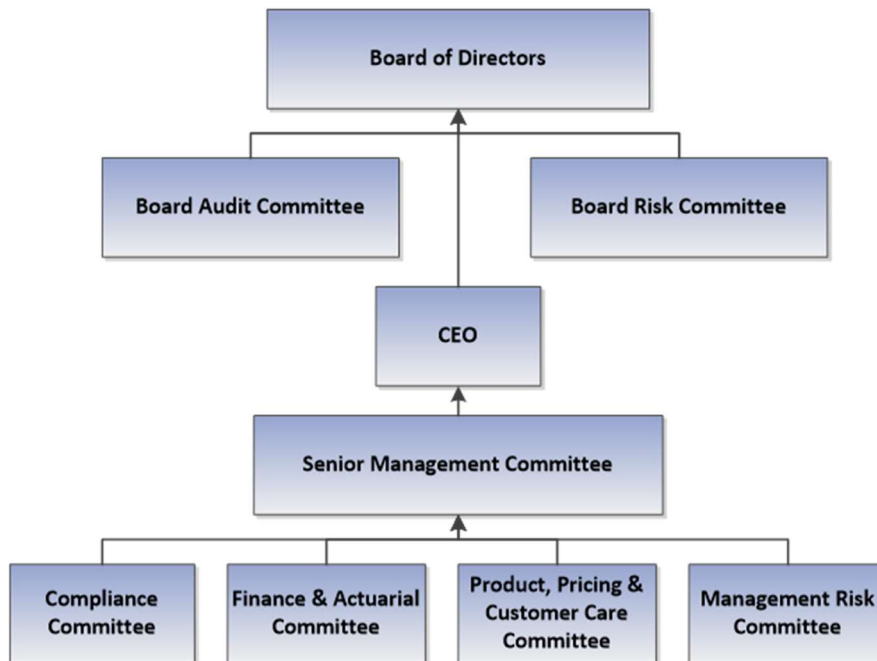 Board of Directors
Board Audit Committee
Board Risk Committee
CEO
Senior Management Committee
Compliance
Committee
Finance & Actuarial
Committee
Product, Pricing &
Customer Care
Committee
Management Risk
Committee